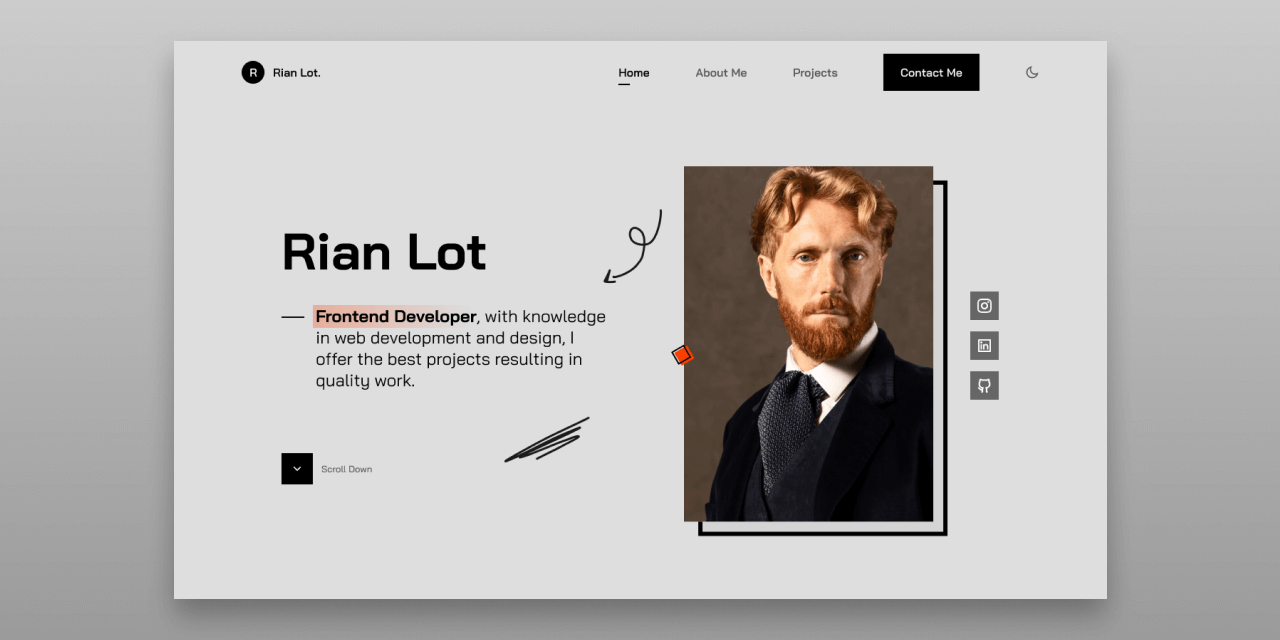 R Rian Lot.
Home About Me Projects Contact Me
Rian Lot
Frontend Developer, with knowledge
in web development and design, I
offer the best projects resulting in
quality work.
Scroll Down